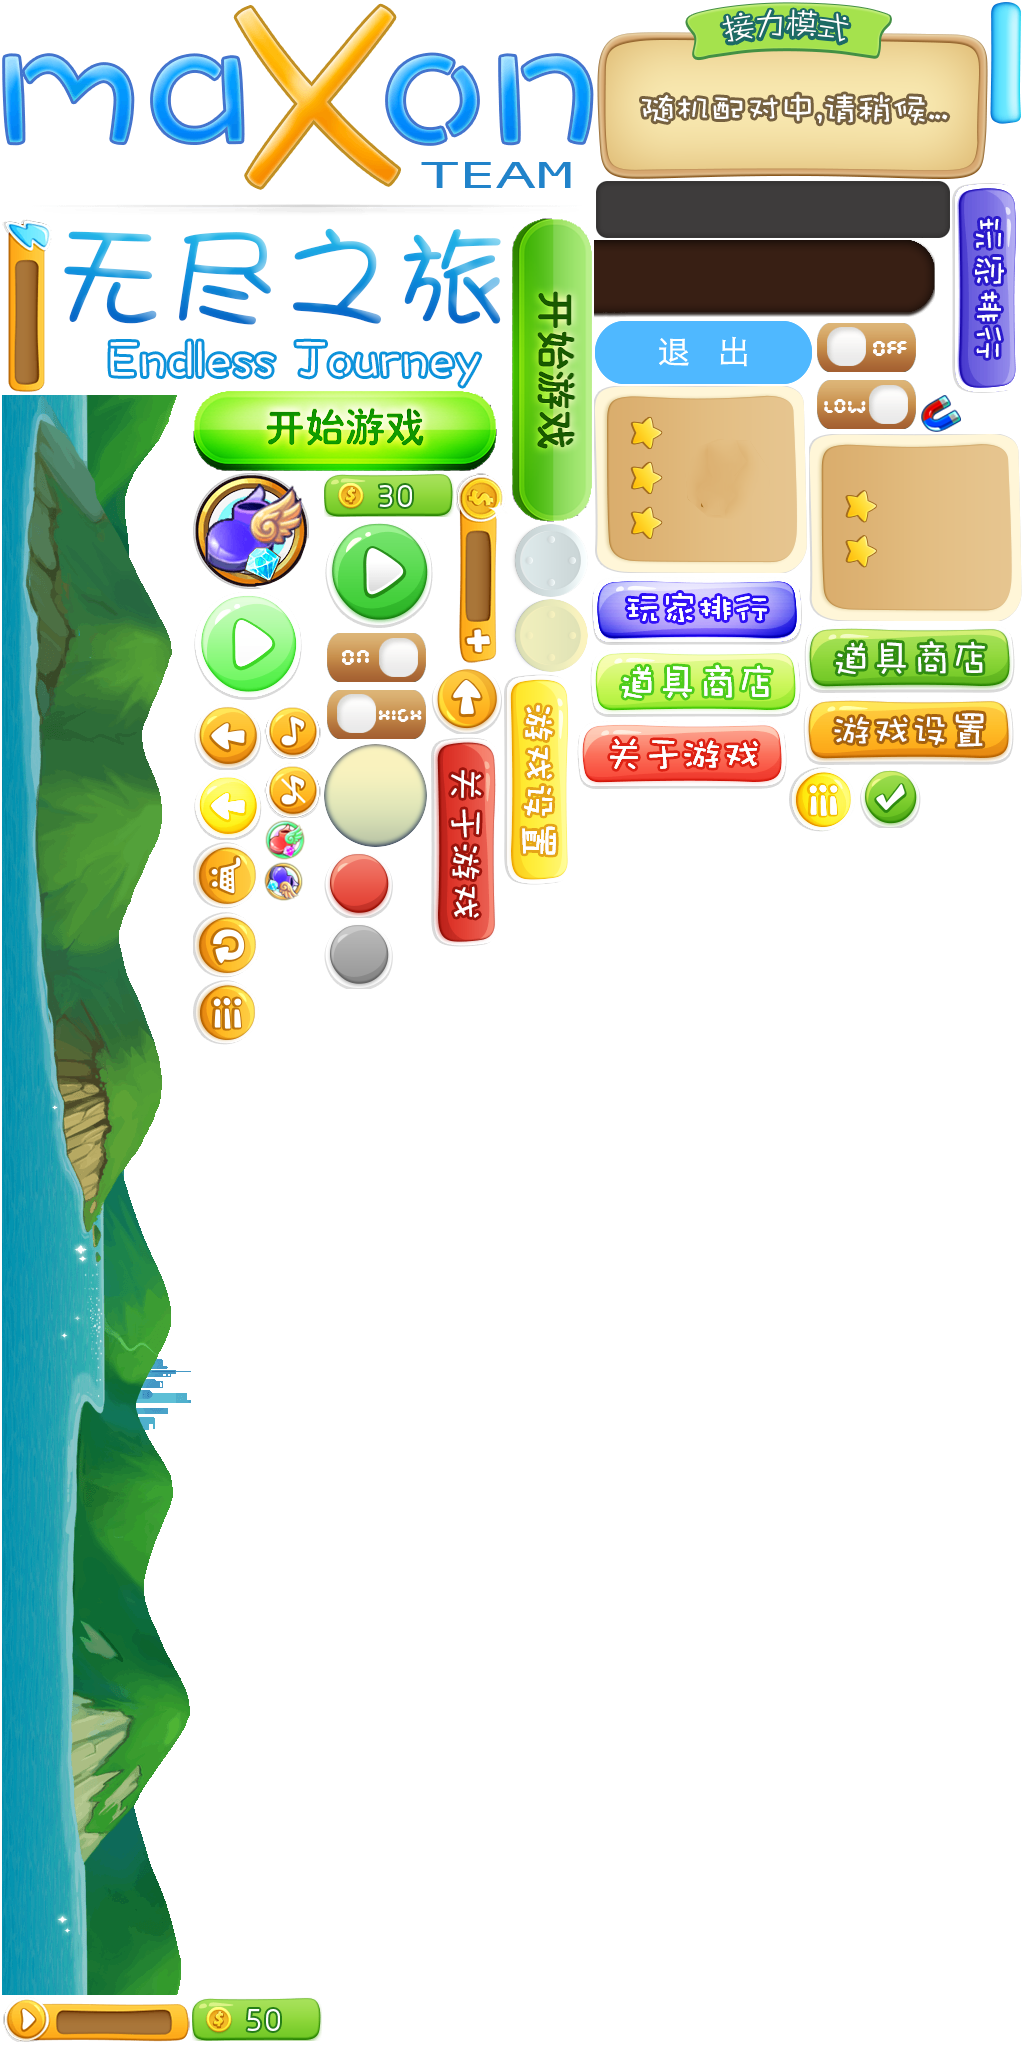 maXon
TEAM
接力模式
随机配对中,请稍候...
玩家排行
无尽之旅
Endless Journey
开始游戏
退 出
OFF
LOW
开始游戏
30
玩家排行
ON
道具商店
道具商店
HIGH
游戏设置
游戏设置
关于游戏
关于游戏
50